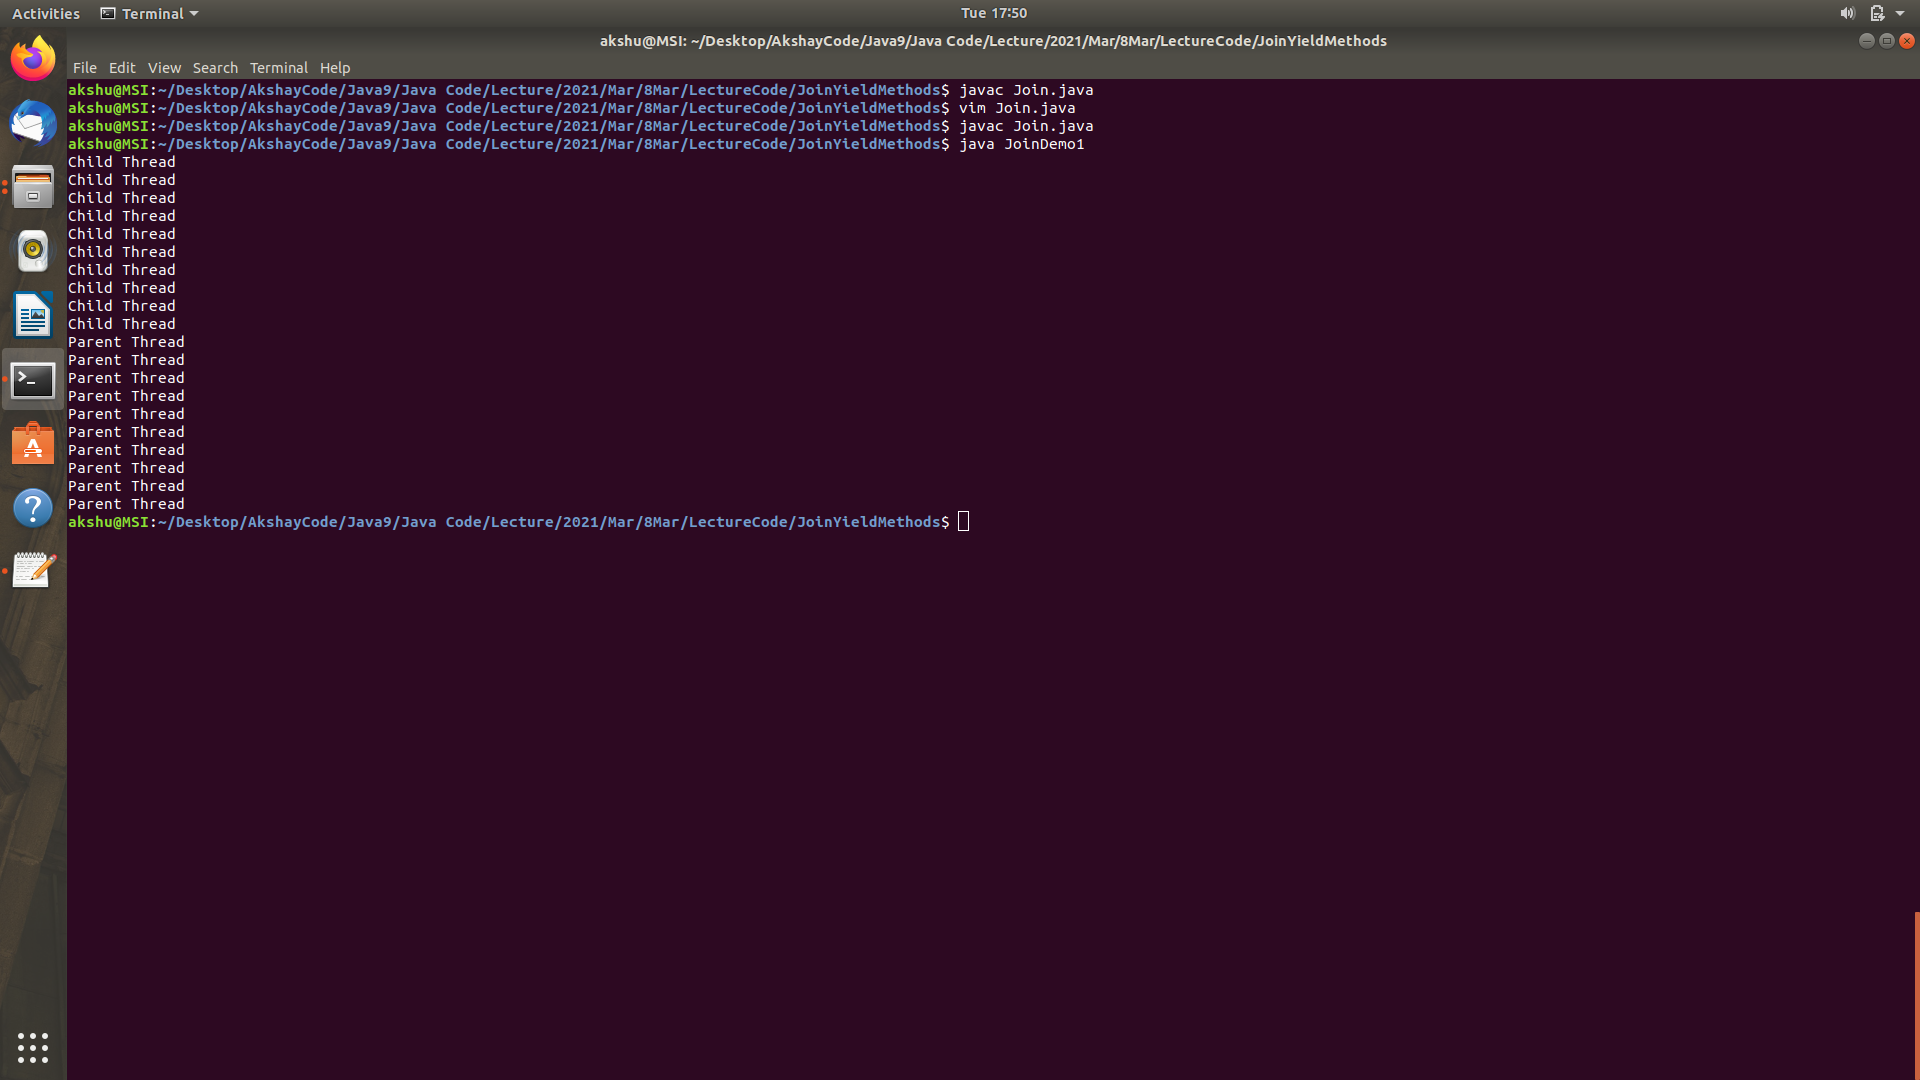 Activities Terminal Tue 17:50
akshu@MSI: ~/Desktop/AkshayCode/Java9/Java Code/Lecture/2021/Mar/8Mar/LectureCode/JoinYieldMethods
File Edit View Search Terminal Help
akshu@MSI:~/Desktop/AkshayCode/Java9/Java Code/Lecture/2021/Mar/8Mar/LectureCode/JoinYieldMethods$ javac Join.java
akshu@MSI:~/Desktop/AkshayCode/Java9/Java Code/Lecture/2021/Mar/8Mar/LectureCode/JoinYieldMethods$ vim Join.java
akshu@MSI:~/Desktop/AkshayCode/Java9/Java Code/Lecture/2021/Mar/8Mar/LectureCode/JoinYieldMethods$ javac Join.java
akshu@MSI:~/Desktop/AkshayCode/Java9/Java Code/Lecture/2021/Mar/8Mar/LectureCode/JoinYieldMethods$ java JoinDemo1
Child Thread
Child Thread
Child Thread
Child Thread
Child Thread
Child Thread
Child Thread
Child Thread
Child Thread
Child Thread
Parent Thread
Parent Thread
Parent Thread
Parent Thread
Parent Thread
Parent Thread
Parent Thread
Parent Thread
Parent Thread
Parent Thread
akshu@MSI:~/Desktop/AkshayCode/Java9/Java Code/Lecture/2021/Mar/8Mar/LectureCode/JoinYieldMethods$